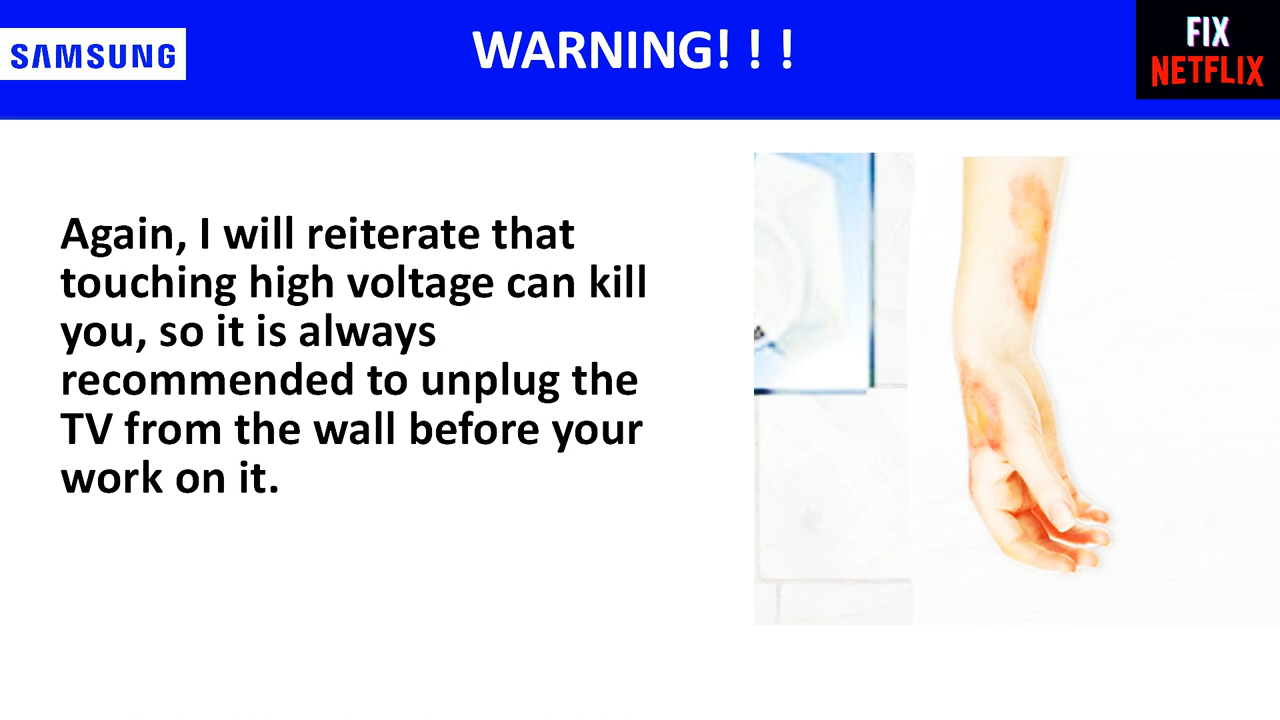 SAMSUNG
WARNING! ! !
FIX
NETFLIX
Again, I will reiterate that
touching high voltage can kill
you, so it is always
recommended to unplug the
TV from the wall before your
work on it.